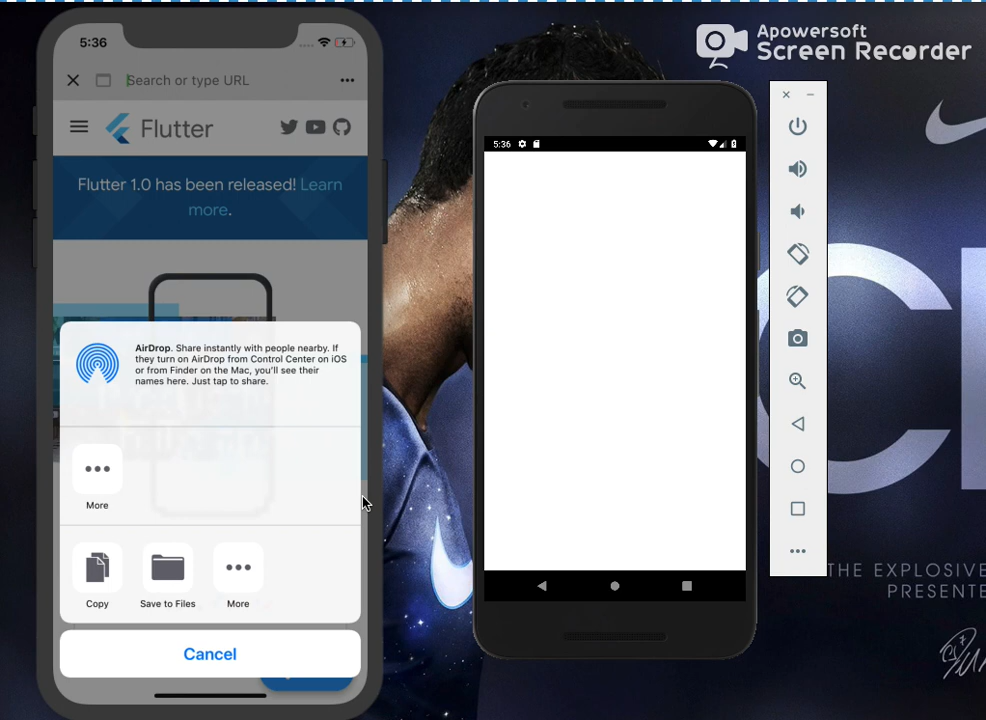 Apowersoft
Screen Recorder
5:36
Search or type URL
Flutter
Flutter 1.0 has been released! Learn
more.
AirDrop. Share instantly with people nearby. If
they turn on AirDrop from Control Center on iOS
or from Finder on the Mac, you'll see their
names here. Just tap to share.
More
Copy
Save to Files
More
Cancel
5:36
THE EXPLOSIVE
PRESENTE